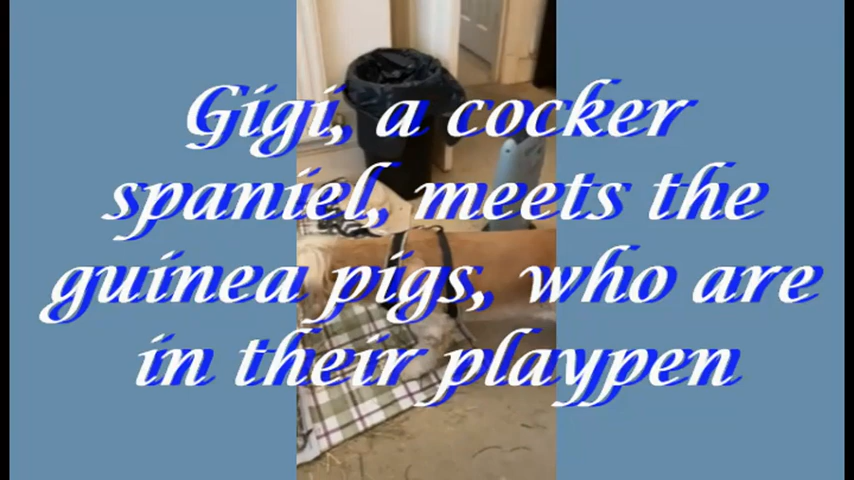 Gigi, a cocker
spaniel, meets the
guinea pigs, who are
in their playpen